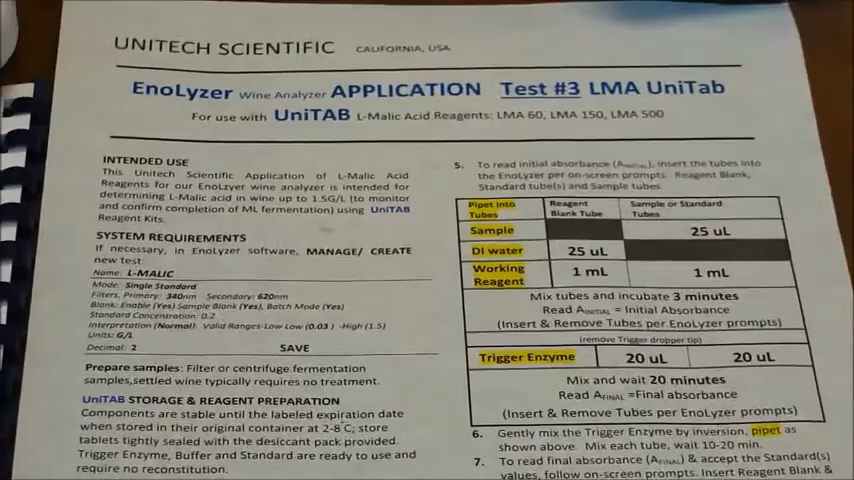 UNITECH SCIENTIFIC CALIFORNIA, USA
EnoLyzer Wine Analyzer APPLICATION Test #3 LMA UniTab
For use with UniTAB L-Malic Acid Reagents: LMA 60, LMA 150, LMA 500
INTENDED USE
This Unitech Scientific Application of L-Malic Acid
Reagents for our EnoLzyer wine analyzer is intended for
determining L-Malic acid in wine up to 1.5G/L (to monitor
and confirm completion of ML fermentation) using UniTAB
Reagent Kits.
SYSTEM REQUIREMENTS
If necessary, in EnoLyzer software, MANAGE/ CREATE
new test:
Name: L-MALIC
Mode: Single Standard
Filters, Primary: 340nm Secondary: 620nm
Blank: Enable (Yes) Sample Blank (Yes), Batch Mode (Yes)
Standard Concentration: 0.2
Interpretation (Normal): Valid Ranges-Low Low (0.03 ) -High (1.5)
Units: G/L
Decimal: 2 SAVE
Prepare samples: Filter or centrifuge fermentation
samples,settled wine typically requires no treatment.
UniTAB STORAGE & REAGENT PREPARATION
Components are stable until the labeled expiration date
when stored in their original container at 2-8 C; store
tablets tightly sealed with the desiccant pack provided.
Trigger Enzyme, Buffer and Standard are ready to use and
require no reconstitution.
5. To read initial absorbance (AINITIAL), insert the tubes into
the EnoLyzer per on-screen prompts. Reagent Blank,
Standard tube(s) and Sample tubes
Pipet into Tubes Reagent Blank Tube Sample or Standard Tubes
Sample 25 uL
DI water 25 uL
Working Reagent 1 mL 1 mL
Mix tubes and incubate 3 minutes
Read AINITIAL = Initial Absorbance
(Insert & Remove Tubes per EnoLyzer prompts)
(remove Trigger dropper tip)
Trigger Enzyme 20 uL 20 uL
Mix and wait 20 minutes
Read AFINAL =Final absorbance
(Insert & Remove Tubes per EnoLyzer prompts)
6. Gently mix the Trigger Enzyme by inversion, pipet as
shown above. Mix each tube, wait 10-20 min.
7. To read final absorbance (AFINAL) & accept the Standard(s)
values, follow on-screen prompts. Insert Reagent Blank &